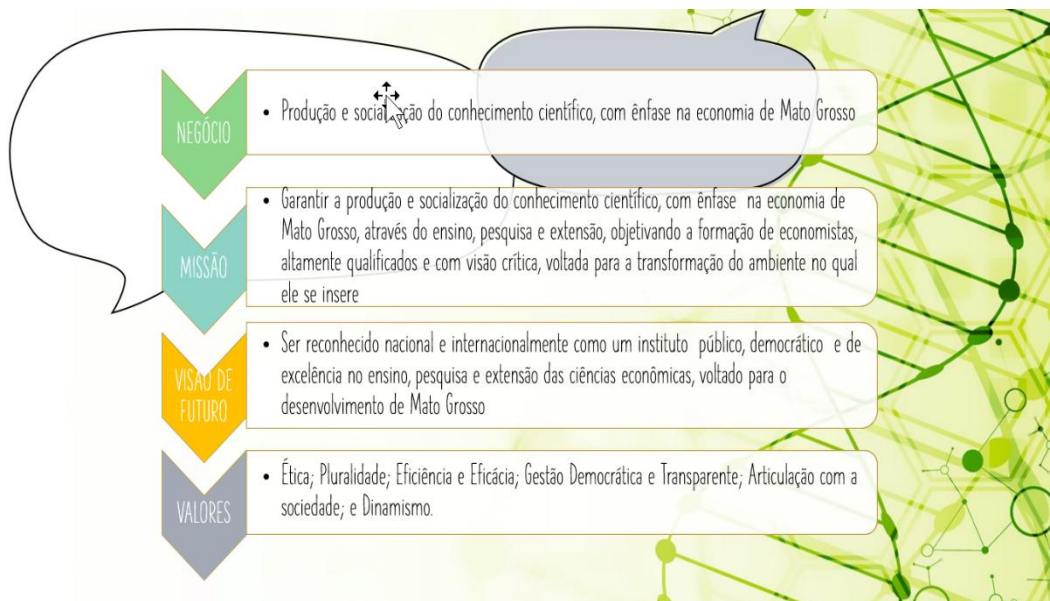 NEGÓCIO
• Produção e socialização do conhecimento científico, com ênfase na economia de Mato Grosso
MISSÃO
• Garantir a produção e socialização do conhecimento científico, com ênfase na economia de
Mato Grosso, através do ensino, pesquisa e extensão, objetivando a formação de economistas,
altamente qualificados e com visão crítica, voltada para a transformação do ambiente no qual
ele se insere
VISÃO DE
FUTURO
• Ser reconhecido nacional e internacionalmente como um instituto público, democrático e de
excelência no ensino, pesquisa e extensão das ciências econômicas, voltado para o
desenvolvimento de Mato Grosso
VALORES
• Ética; Pluralidade; Eficiência e Eficácia; Gestão Democrática e Transparente; Articulação com a
sociedade; e Dinamismo.